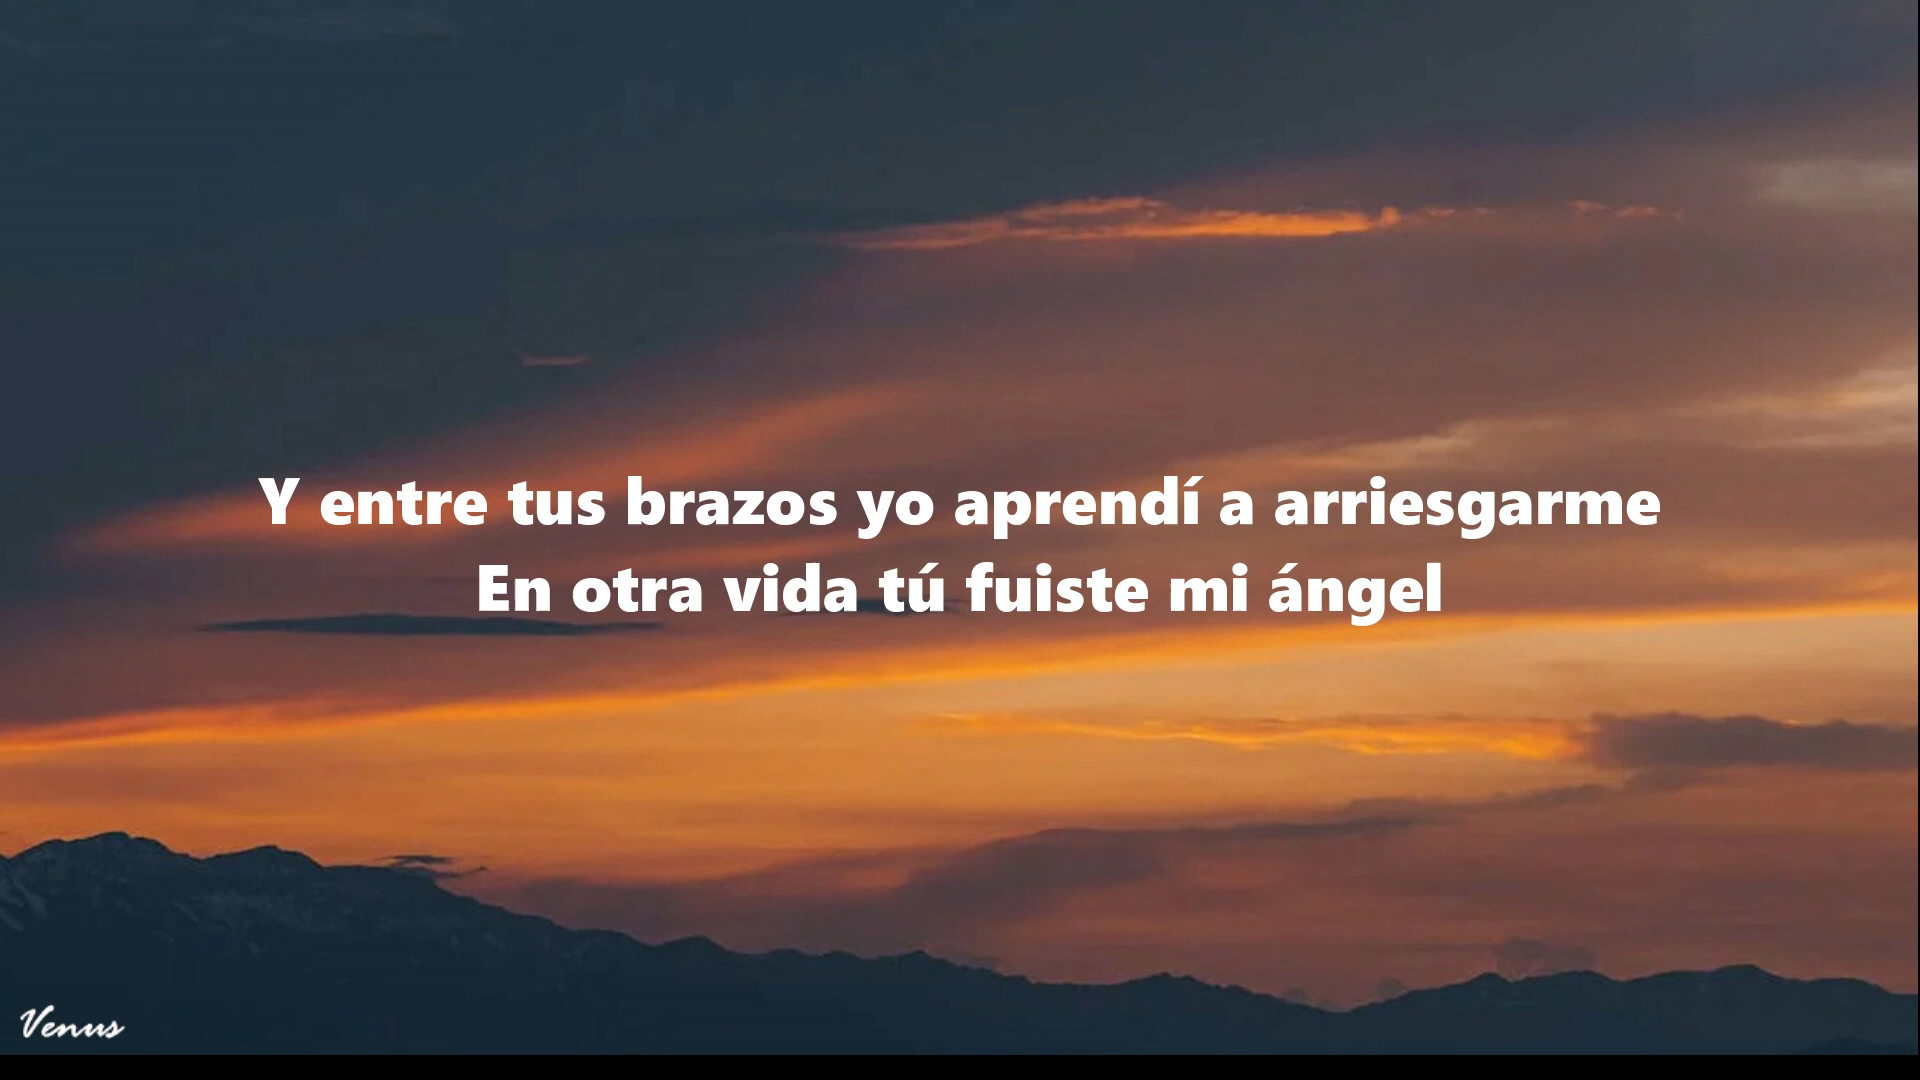 Y entre tus brazos yo aprendí a arriesgarme
En otra vida tú fuiste mi ángel
Venus